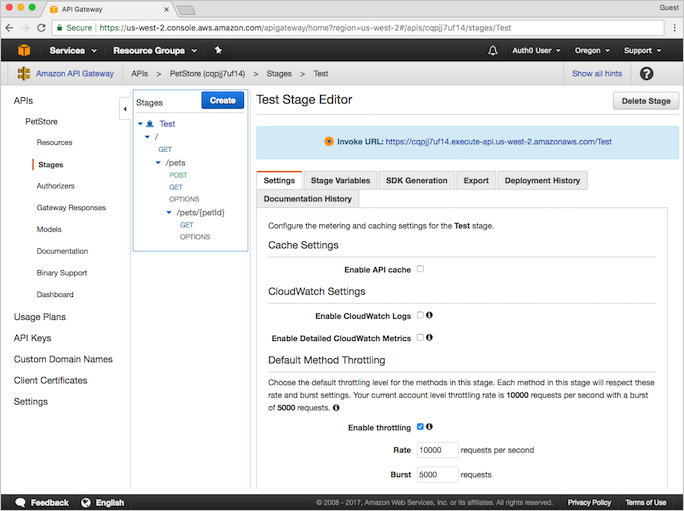 API Gateway
Guest
Secure
https://us-west-2.console.aws.amazon.com/apigateway/home?region=us-west-2#/apis/cqpjj7uf14/stages/Test
Services
Resource Groups
Auth0 User
Oregon
Support
Amazon API Gateway
APIs > PetStore (cqpjj7uf14) > Stages > Test
Show all hints
?
APIs
PetStore
Resources
Stages
Authorizers
Gateway Responses
Models
Documentation
Binary Support
Dashboard
Usage Plans
API Keys
Custom Domain Names
Client Certificates
Settings
Stages
Create
Test
/
GET
/pets
POST
GET
OPTIONS
/pets/{petId}
GET
OPTIONS
Test Stage Editor
Delete Stage
Invoke URL: https://cqpjj7uf14.execute-api.us-west-2.amazonaws.com/Test
Settings
Stage Variables
SDK Generation
Export
Deployment History
Documentation History
Configure the metering and caching settings for the Test stage.
Cache Settings
Enable API cache
CloudWatch Settings
Enable CloudWatch Logs
Enable Detailed CloudWatch Metrics
Default Method Throttling
Choose the default throttling level for the methods in this stage. Each method in this stage will respect these
rate and burst settings. Your current account level throttling rate is 10000 requests per second with a burst
of 5000 requests.
Enable throttling
Rate 10000 requests per second
Burst 5000 requests
Feedback
English
© 2008 - 2017, Amazon Web Services, Inc. or its affiliates. All rights reserved.
Privacy Policy
Terms of Use